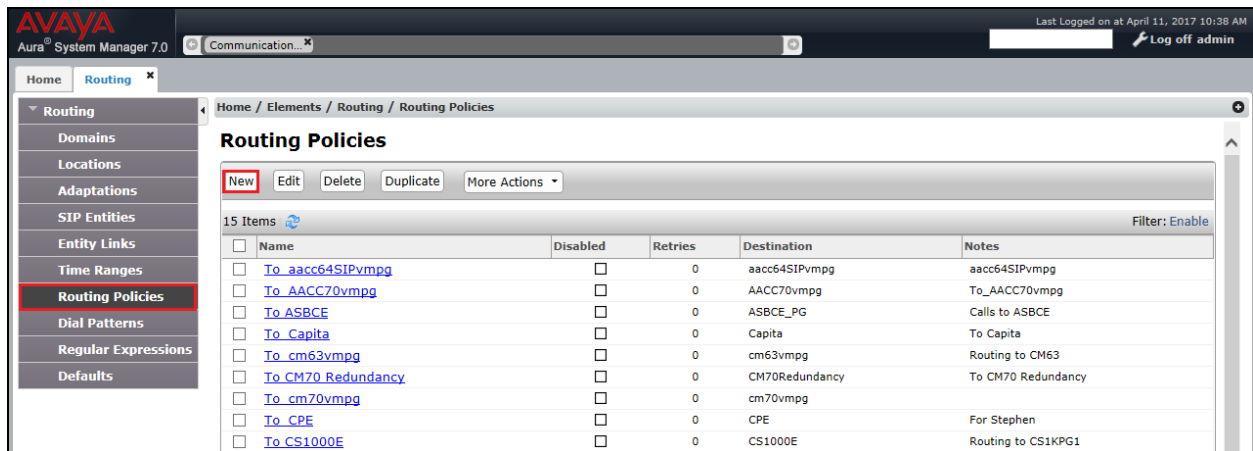 AVAYA
Last Logged on at April 11, 2017 10:38 AM
Aura® System Manager 7.0
Communication...
Log off admin
Home
Routing
Routing
Domains
Locations
Adaptations
SIP Entities
Entity Links
Time Ranges
Routing Policies
Dial Patterns
Regular Expressions
Defaults
Home / Elements / Routing / Routing Policies
Routing Policies
New Edit Delete Duplicate More Actions
15 Items Filter: Enable
Name Disabled Retries Destination Notes
To_aacc64SIPvmpg 0 aacc64SIPvmpg aacc64SIPvmpg
To_AACC70vmpg 0 AACC70vmpg To_AACC70vmpg
To ASBCE 0 ASBCE_PG Calls to ASBCE
To_Capita 0 Capita To Capita
To_cm63vmpg 0 cm63vmpg Routing to CM63
To CM70 Redundancy 0 CM70Redundancy To CM70 Redundancy
To_cm70vmpg 0 cm70vmpg
To_CPE 0 CPE For Stephen
To CS1000E 0 CS1000E Routing to CS1KPG1